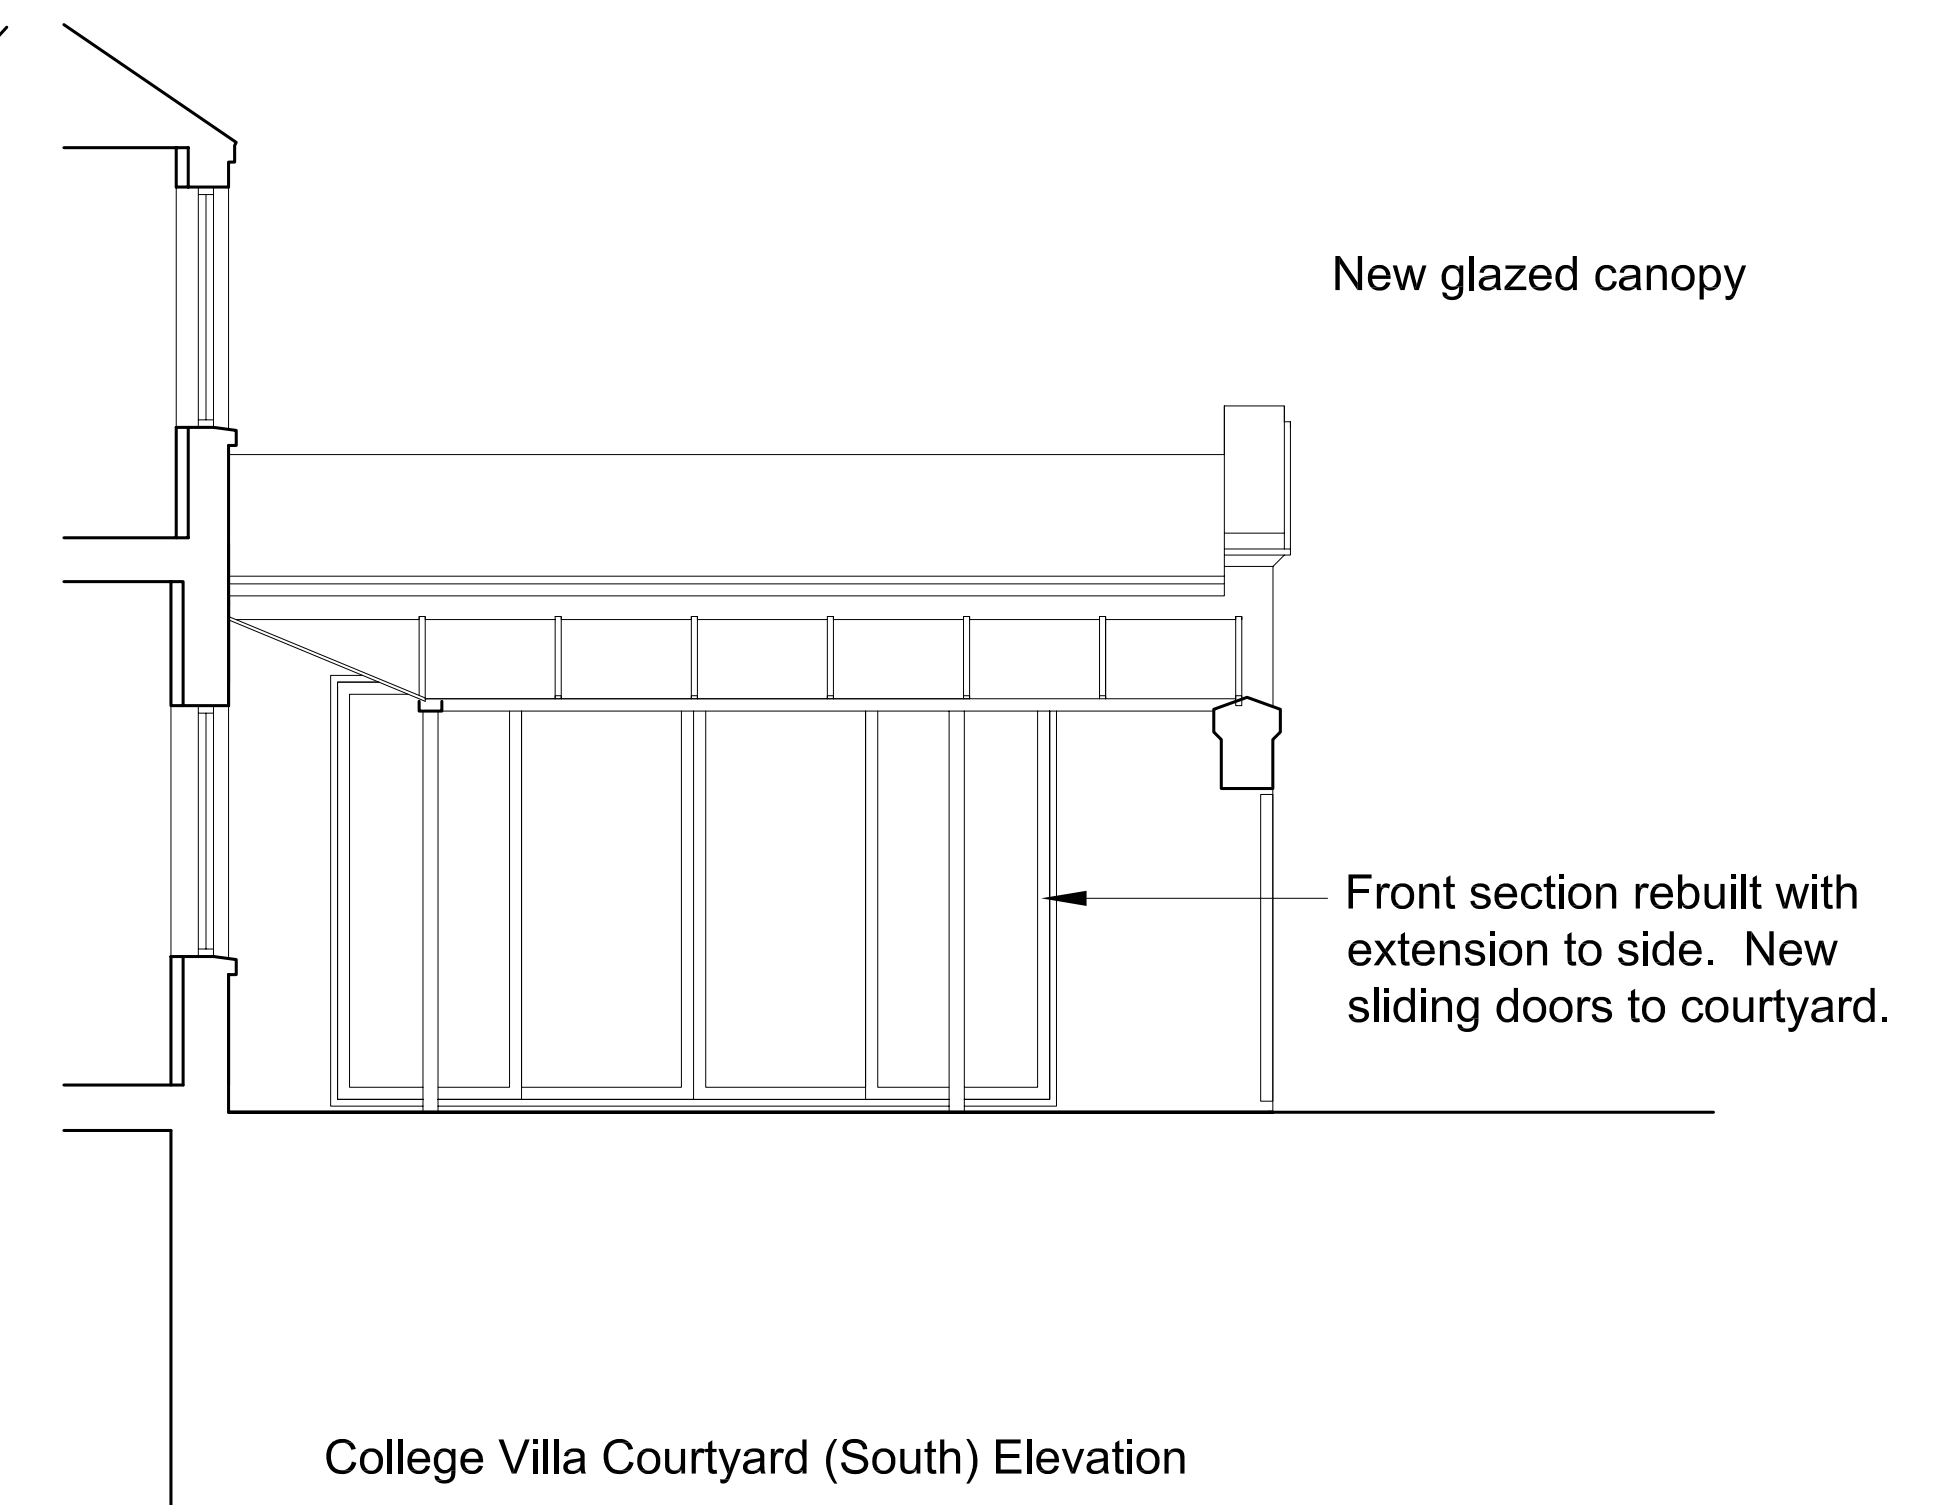 New glazed canopy
Front section rebuilt with
extension to side.  New
sliding doors to courtyard.
College Villa Courtyard (South) Elevation